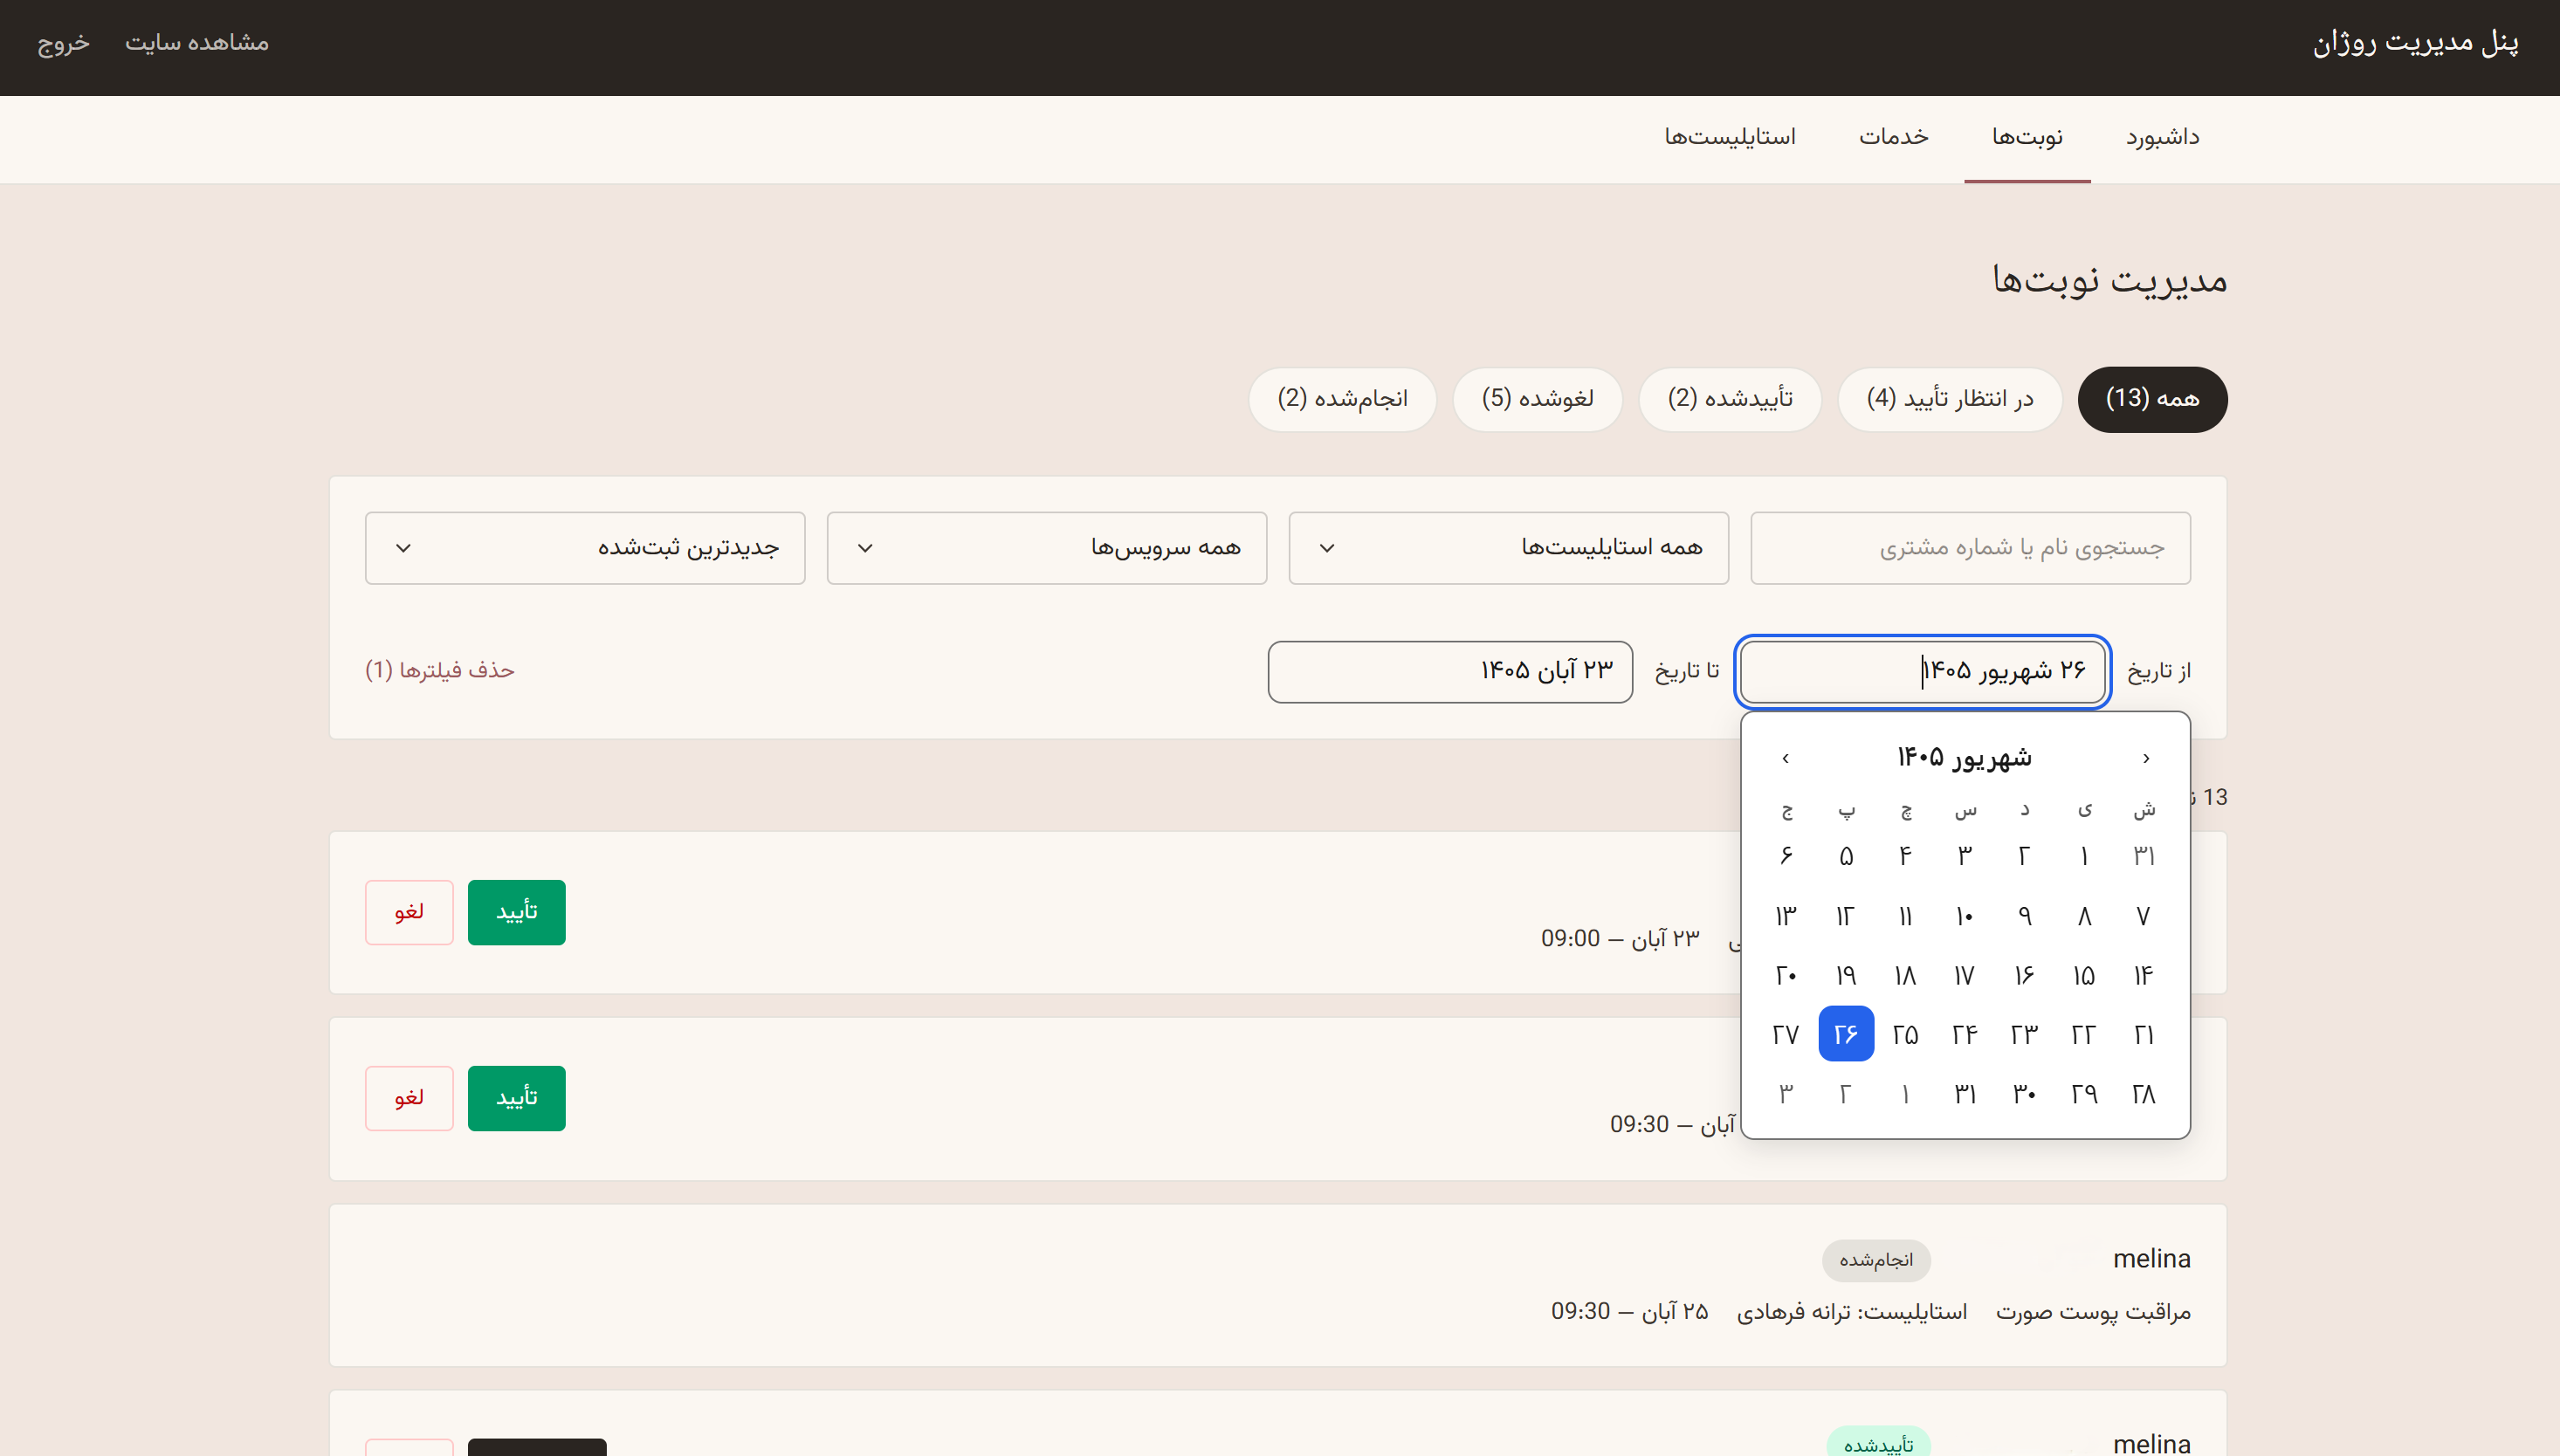 پنل مدیریت روژان
مشاهده سایت
خروج
داشبورد
نوبت‌ها
خدمات
استایلیست‌ها
مدیریت نوبت‌ها
همه (13)
در انتظار تأیید (4)
تأییدشده (2)
لغوشده (5)
انجام‌شده (2)
جستجوی نام یا شماره مشتری
همه استایلیست‌ها
همه سرویس‌ها
جدیدترین ثبت‌شده
از تاریخ
۲۶ شهریور ۱۴۰۵
تا تاریخ
۲۳ آبان ۱۴۰۵
حذف فیلترها (1)
› شهریور ۱۴۰۵ ‹
ش ی د س چ پ ج
۳۱ ۱ ۲ ۳ ۴ ۵ ۶
۷ ۸ ۹ ۱۰ ۱۱ ۱۲ ۱۳
۱۴ ۱۵ ۱۶ ۱۷ ۱۸ ۱۹ ۲۰
۲۱ ۲۲ ۲۳ ۲۴ ۲۵ ۲۶ ۲۷
۲۸ ۲۹ ۳۰ ۳۱ ۱ ۲ ۳
13
۲۳ آبان — 09:00
تأیید
لغو
آبان — 09:30
تأیید
لغو
melina
انجام‌شده
مراقبت پوست صورت
استایلیست: ترانه فرهادی
۲۵ آبان — 09:30
melina
تأییدشده